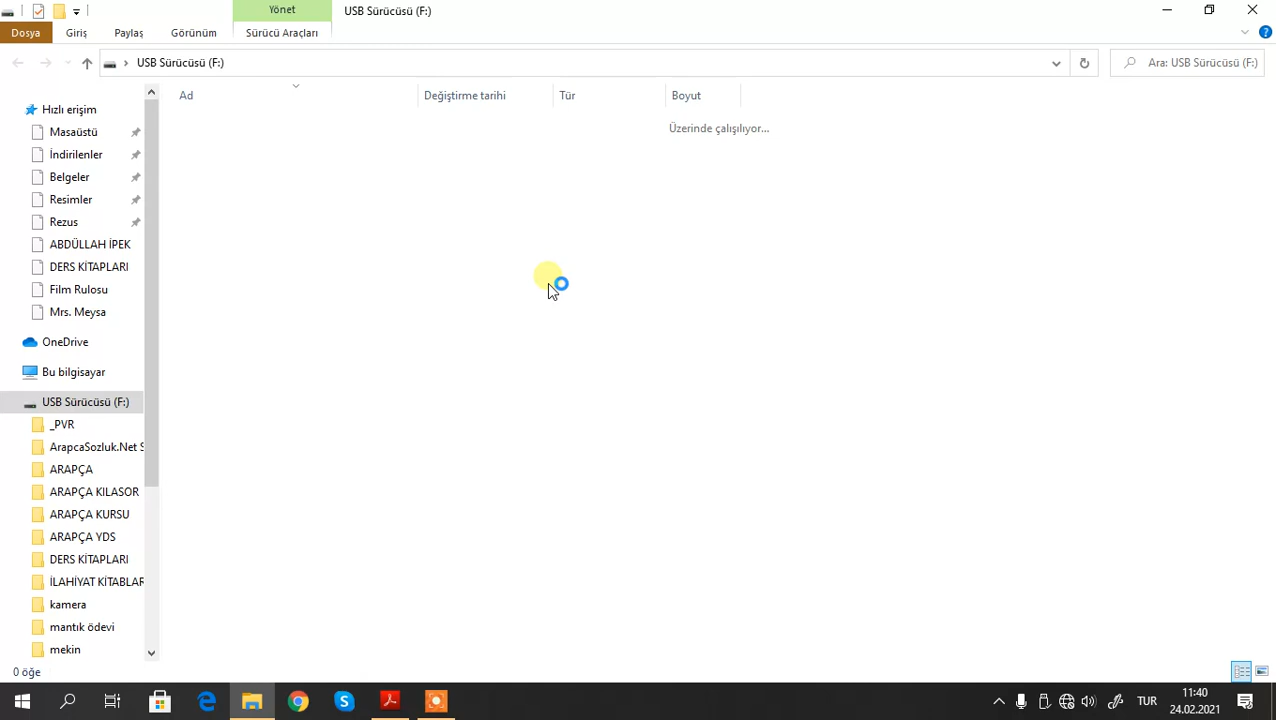 Yönet
USB Sürücüsü (F:)
Dosya
Giriş
Paylaş
Görünüm
Sürücü Araçları
USB Sürücüsü (F:)
Ara: USB Sürücüsü (F:)
Ad
Değiştirme tarihi
Tür
Boyut
Üzerinde çalışılıyor...
Hızlı erişim
Masaüstü
İndirilenler
Belgeler
Resimler
Rezus
ABDÜLLAH İPEK
DERS KİTAPLARI
Film Rulosu
Mrs. Meysa
OneDrive
Bu bilgisayar
USB Sürücüsü (F:)
_PVR
ArapcaSozluk.Net S
ARAPÇA
ARAPÇA KILASOR
ARAPÇA KURSU
ARAPÇA YDS
DERS KİTAPLARI
İLAHİYAT KİTABLAR
kamera
mantık ödevi
mekin
0 öğe
TUR
11:40
24.02.2021